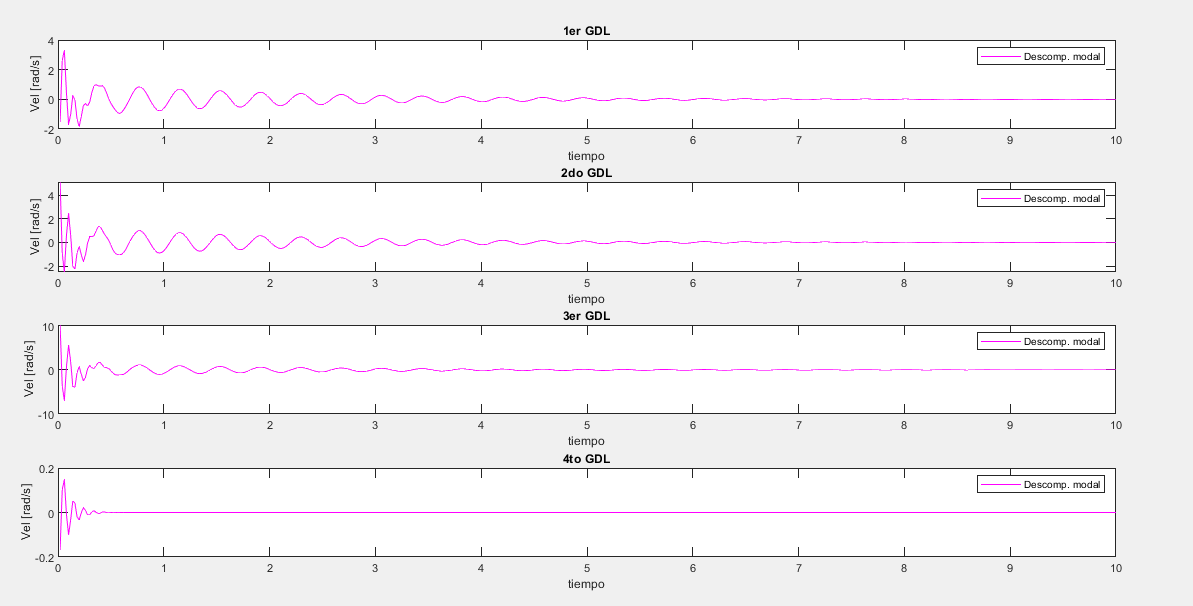 1er GDL
4
2
0
-2
Vel [rad/s]
Descomp. modal
0 1 2 3 4 5 6 7 8 9 10
tiempo
2do GDL
4
2
0
-2
Vel [rad/s]
Descomp. modal
0 1 2 3 4 5 6 7 8 9 10
tiempo
3er GDL
10
0
-10
Vel [rad/s]
Descomp. modal
0 1 2 3 4 5 6 7 8 9 10
tiempo
4to GDL
0.2
0
-0.2
Vel [rad/s]
Descomp. modal
0 1 2 3 4 5 6 7 8 9 10
tiempo